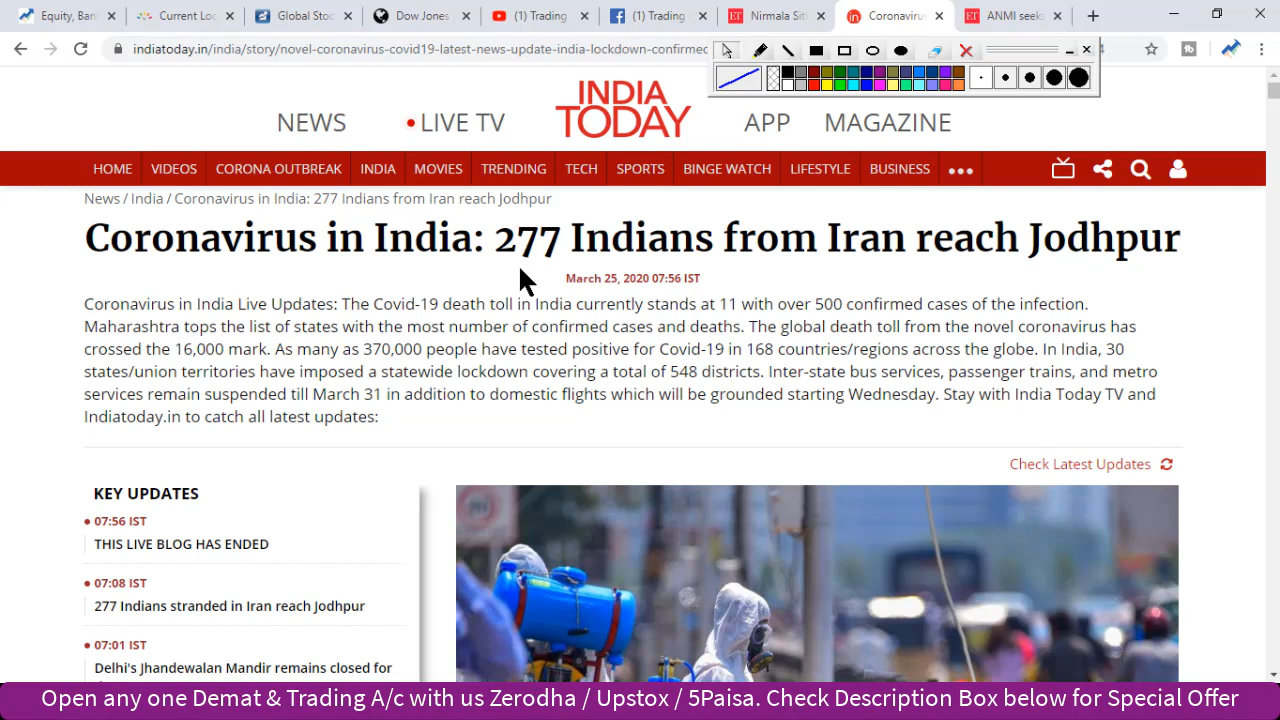 Equity, Bank
Current Loc
Global Stoc
Dow Jones
(1) Trading
(1) Trading
Nirmala Sit
Coronavirus
ANMI seeks
indiatoday.in/india/story/novel-coronavirus-covid19-latest-news-update-india-lockdown-confirmed
NEWS
LIVE TV
INDIA
TODAY
APP
MAGAZINE
HOME VIDEOS CORONA OUTBREAK INDIA MOVIES TRENDING TECH SPORTS BINGE WATCH LIFESTYLE BUSINESS
News / India / Coronavirus in India: 277 Indians from Iran reach Jodhpur
Coronavirus in India: 277 Indians from Iran reach Jodhpur
March 25, 2020 07:56 IST
Coronavirus in India Live Updates: The Covid-19 death toll in India currently stands at 11 with over 500 confirmed cases of the infection.
Maharashtra tops the list of states with the most number of confirmed cases and deaths. The global death toll from the novel coronavirus has
crossed the 16,000 mark. As many as 370,000 people have tested positive for Covid-19 in 168 countries/regions across the globe. In India, 30
states/union territories have imposed a statewide lockdown covering a total of 548 districts. Inter-state bus services, passenger trains, and metro
services remain suspended till March 31 in addition to domestic flights which will be grounded starting Wednesday. Stay with India Today TV and
Indiatoday.in to catch all latest updates:
Check Latest Updates
KEY UPDATES
07:56 IST
THIS LIVE BLOG HAS ENDED
07:08 IST
277 Indians stranded in Iran reach Jodhpur
07:01 IST
Delhi's Jhandewalan Mandir remains closed for
Open any one Demat & Trading A/c with us Zerodha / Upstox / 5Paisa. Check Description Box below for Special Offer